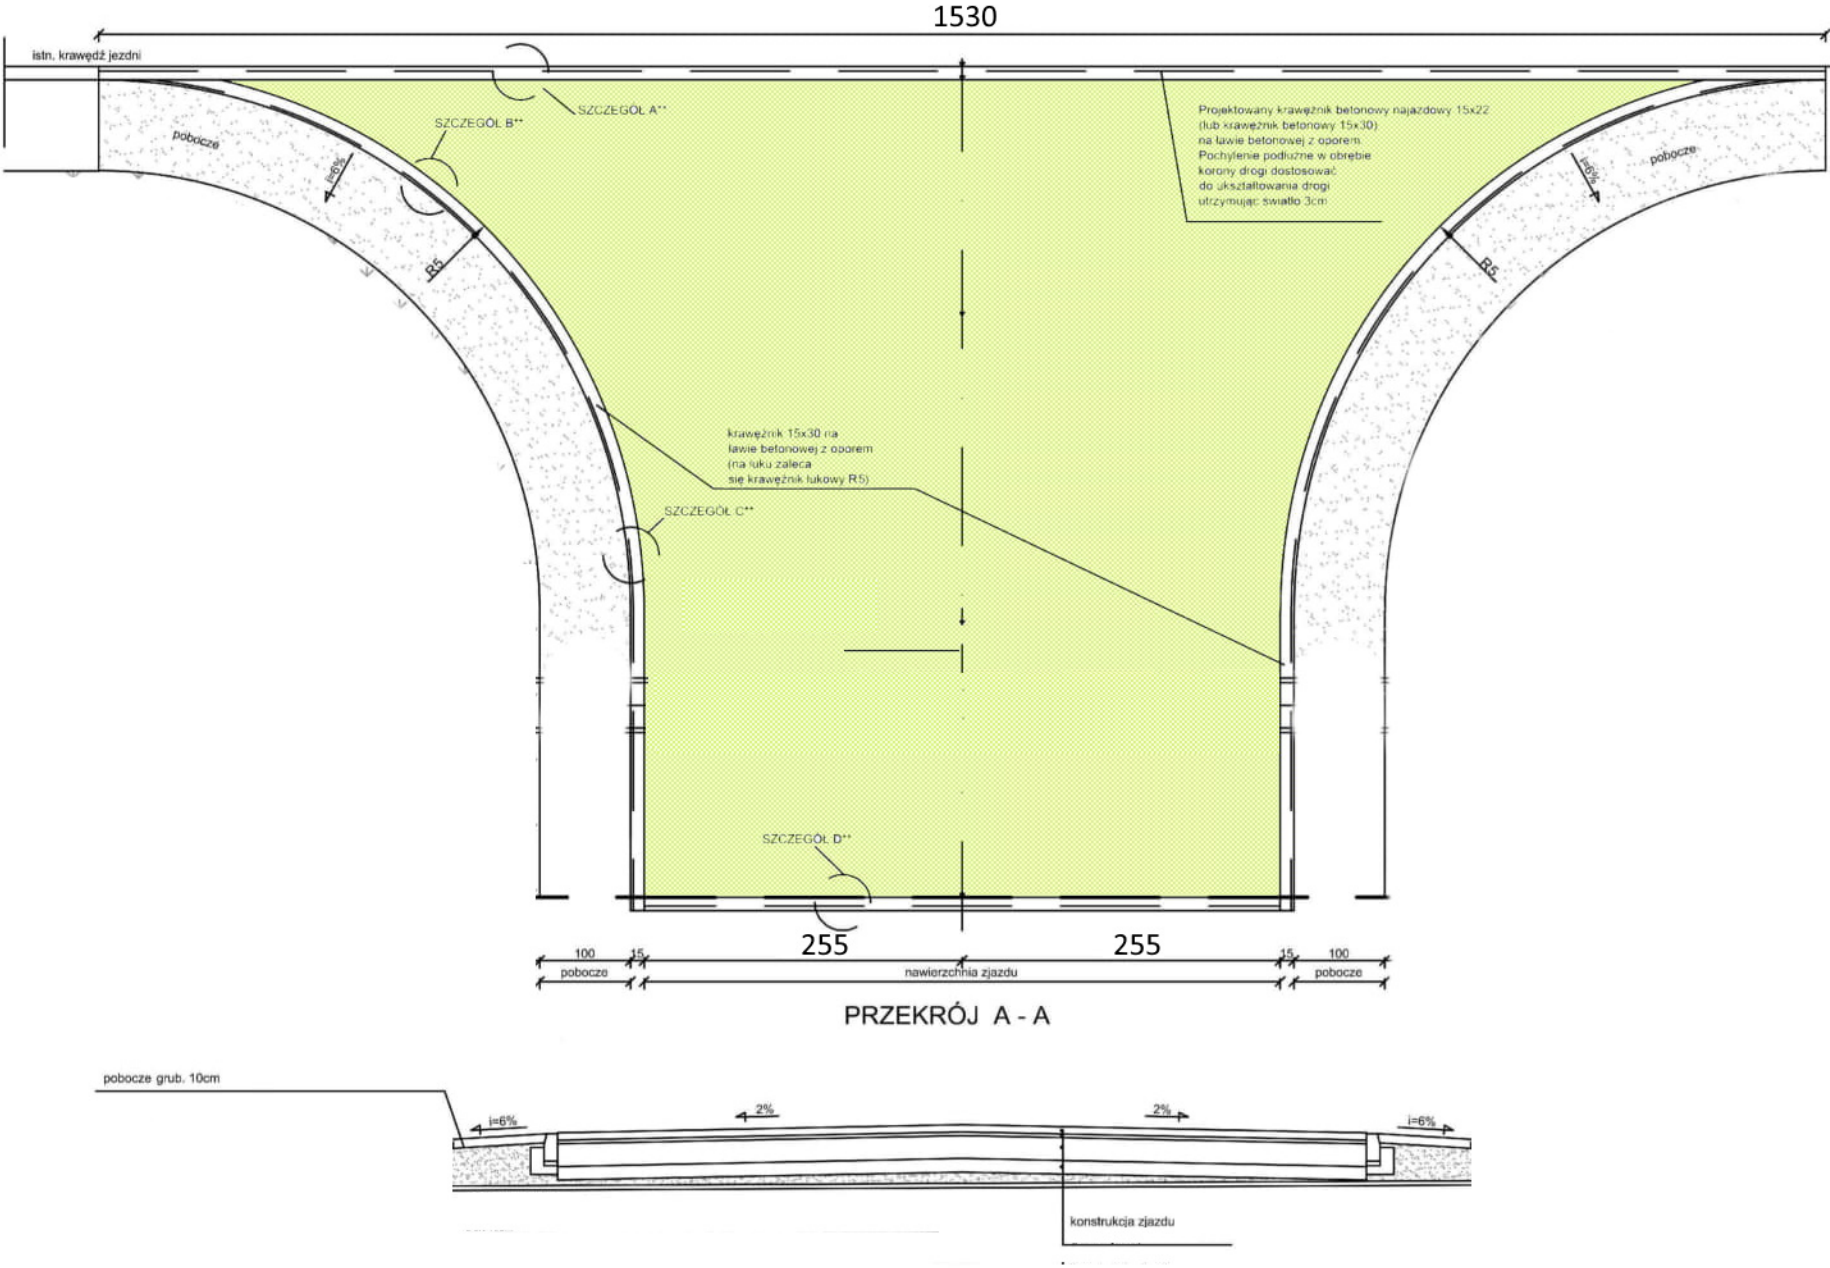 1530
istn. krawędź jezdni
SZCZEGÓŁ A**
SZCZEGÓŁ B**
pobocze
i=6%
R5
Projektowany krawężnik betonowy najazdowy 15x22
(lub krawężnik betonowy 15x30)
na ławie betonowej z oporem.
Pochylenie podłużne w obrębie
korony drogi dostosować
do ukształtowania drogi
utrzymując światło 3cm
pobocze
i=6%
R5
krawężnik 15x30 na
ławie betonowej z oporem
(na łuku zaleca
się krawężnik łukowy R5)
SZCZEGÓŁ C**
SZCZEGÓŁ D**
100 15 255 255 15 100
pobocze nawierzchnia zjazdu pobocze
PRZEKRÓJ A - A
pobocze grub. 10cm
i=6% 2% 2% i=6%
konstrukcja zjazdu